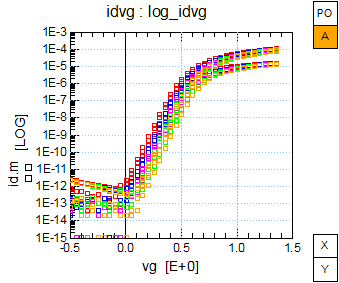 idvg : log_idvg
PO
A
1E-3
1E-4
1E-5
1E-6
1E-7
1E-8
1E-9
1E-10
1E-11
1E-12
1E-13
1E-14
1E-15
id.m [LOG]
-0.5
0.0
0.5
1.0
1.5
vg [E+0]
X
Y